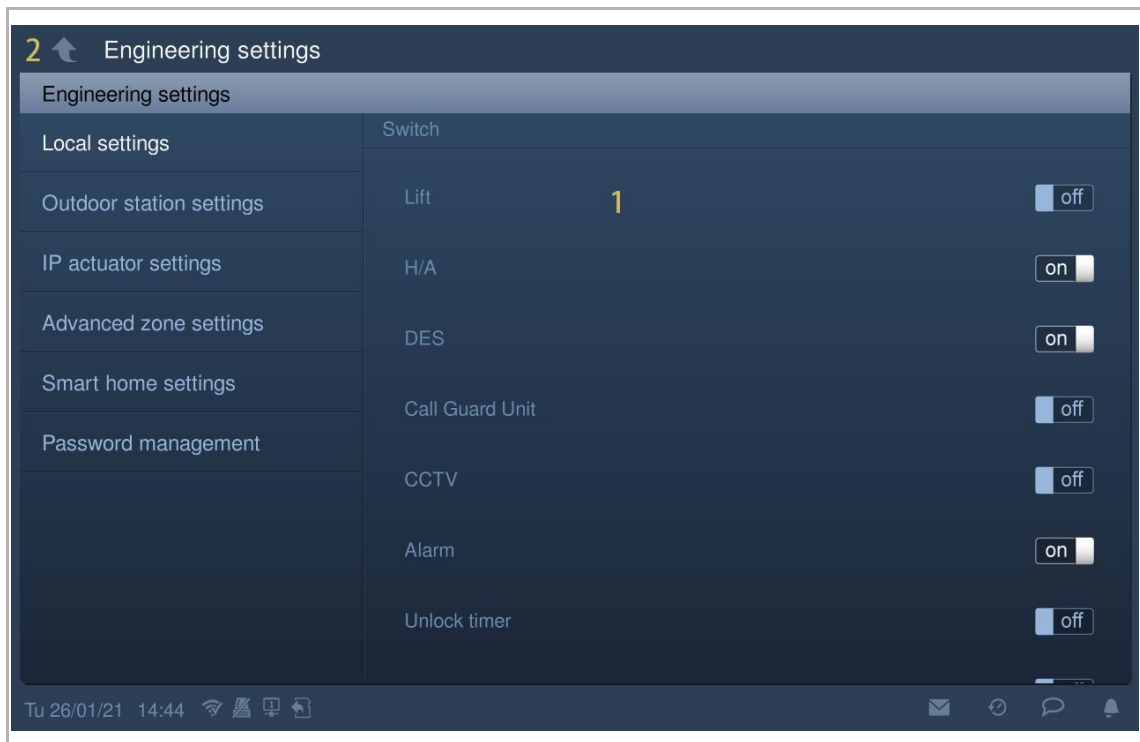 2 Engineering settings
Engineering settings
Local settings
Outdoor station settings
IP actuator settings
Advanced zone settings
Smart home settings
Password management
Switch
Lift 1 off
H/A on
DES on
Call Guard Unit off
CCTV off
Alarm on
Unlock timer off
Tu 26/01/21 14:44